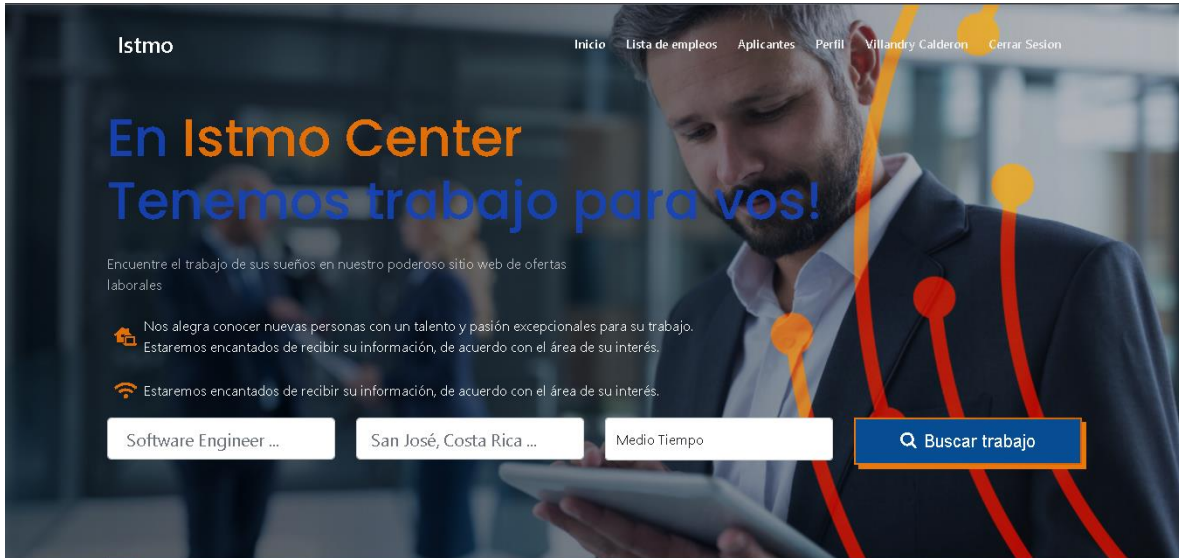 Istmo
Inicio Lista de empleos Aplicantes Perfil Villandry Calderon Cerrar Sesion
En Istmo Center
Tenemos trabajo para vos!
Encuentre el trabajo de sus sueños en nuestro poderoso sitio web de ofertas
laborales
Nos alegra conocer nuevas personas con un talento y pasión excepcionales para su trabajo.
Estaremos encantados de recibir su información, de acuerdo con el área de su interés.
Estaremos encantados de recibir su información, de acuerdo con el área de su interés.
Software Engineer ... San José, Costa Rica ... Medio Tiempo Buscar trabajo